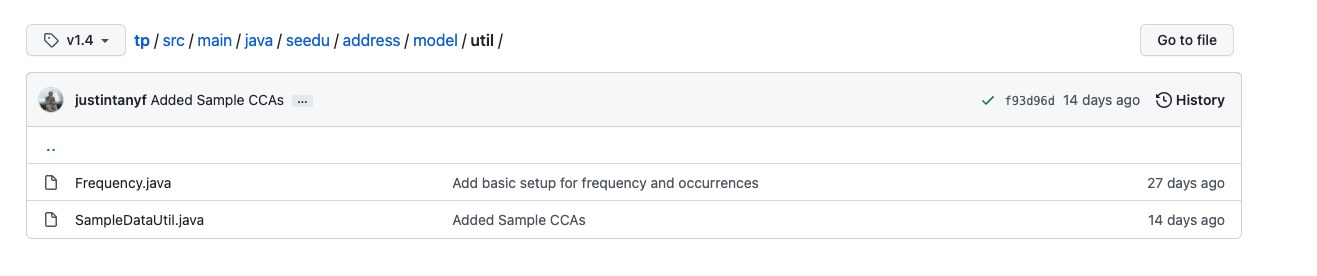 v1.4 tp / src / main / java / seedu / address / model / util / Go to file
justintanyf Added Sample CCAs ... f93d96d 14 days ago History
..
Frequency.java Add basic setup for frequency and occurrences 27 days ago
SampleDataUtil.java Added Sample CCAs 14 days ago